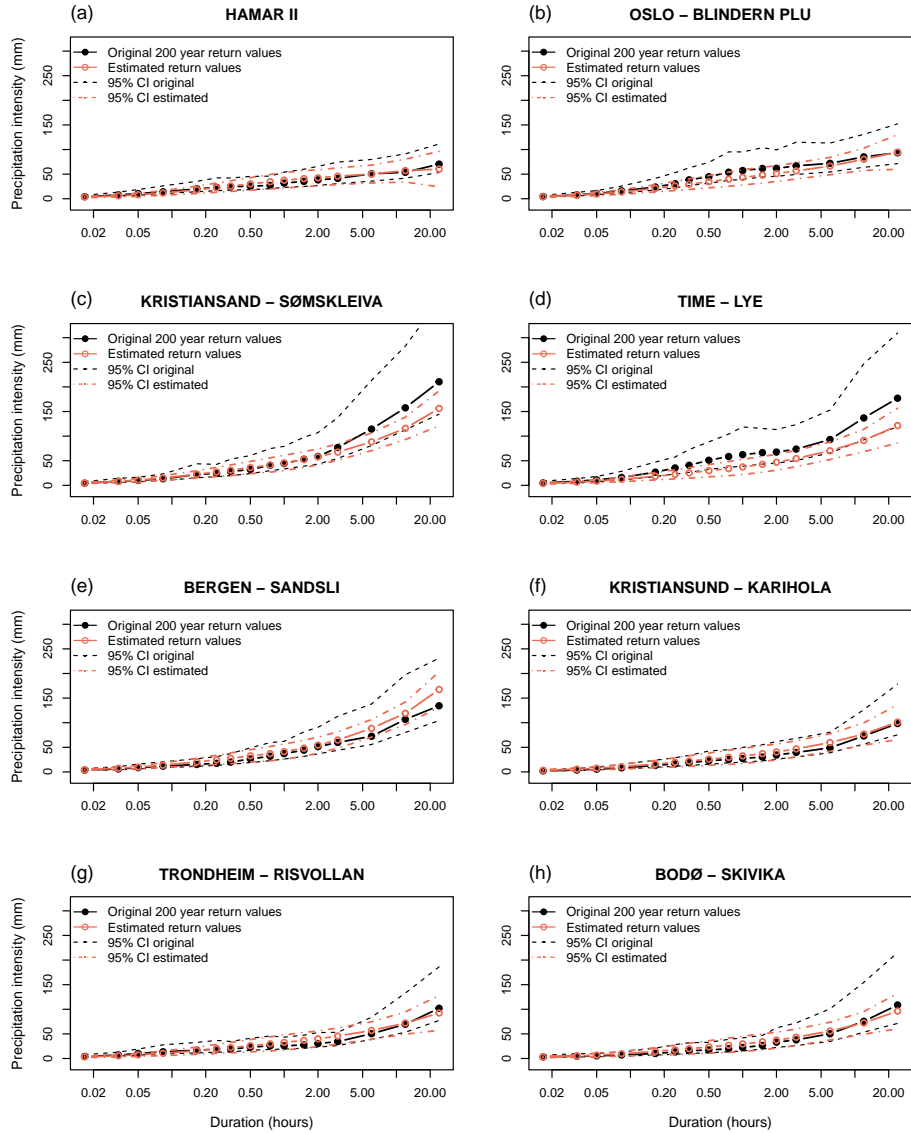 (a) HAMAR II
Precipitation intensity (mm)
0 50 150 250
Original 200 year return values
Estimated return values
95% CI original
95% CI estimated
0.02 0.05 0.20 0.50 2.00 5.00 20.00
(b) OSLO – BLINDERN PLU
0 50 150 250
Original 200 year return values
Estimated return values
95% CI original
95% CI estimated
0.02 0.05 0.20 0.50 2.00 5.00 20.00
(c) KRISTIANSAND – SØMSKLEIVA
Precipitation intensity (mm)
0 50 150 250
Original 200 year return values
Estimated return values
95% CI original
95% CI estimated
0.02 0.05 0.20 0.50 2.00 5.00 20.00
(d) TIME – LYE
0 50 150 250
Original 200 year return values
Estimated return values
95% CI original
95% CI estimated
0.02 0.05 0.20 0.50 2.00 5.00 20.00
(e) BERGEN – SANDSLI
Precipitation intensity (mm)
0 50 150 250
Original 200 year return values
Estimated return values
95% CI original
95% CI estimated
0.02 0.05 0.20 0.50 2.00 5.00 20.00
(f) KRISTIANSUND – KARIHOLA
0 50 150 250
Original 200 year return values
Estimated return values
95% CI original
95% CI estimated
0.02 0.05 0.20 0.50 2.00 5.00 20.00
(g) TRONDHEIM – RISVOLLAN
Precipitation intensity (mm)
0 50 150 250
Original 200 year return values
Estimated return values
95% CI original
95% CI estimated
0.02 0.05 0.20 0.50 2.00 5.00 20.00
Duration (hours)
(h) BODØ – SKIVIKA
0 50 150 250
Original 200 year return values
Estimated return values
95% CI original
95% CI estimated
0.02 0.05 0.20 0.50 2.00 5.00 20.00
Duration (hours)